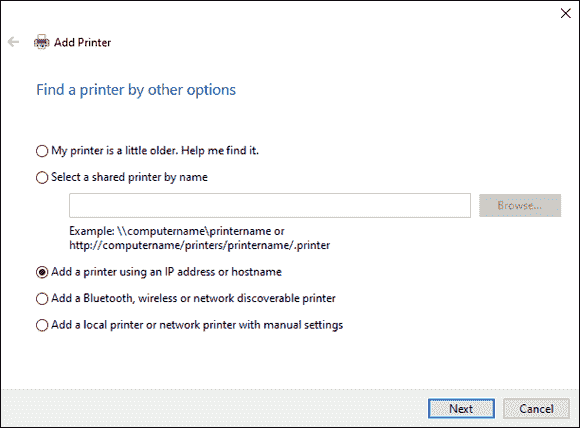 Add Printer
Find a printer by other options
My printer is a little older. Help me find it.
Select a shared printer by name
Browse...
Example: \\computername\printername or
http://computername/printers/printername/.printer
Add a printer using an IP address or hostname
Add a Bluetooth, wireless or network discoverable printer
Add a local printer or network printer with manual settings
Next Cancel